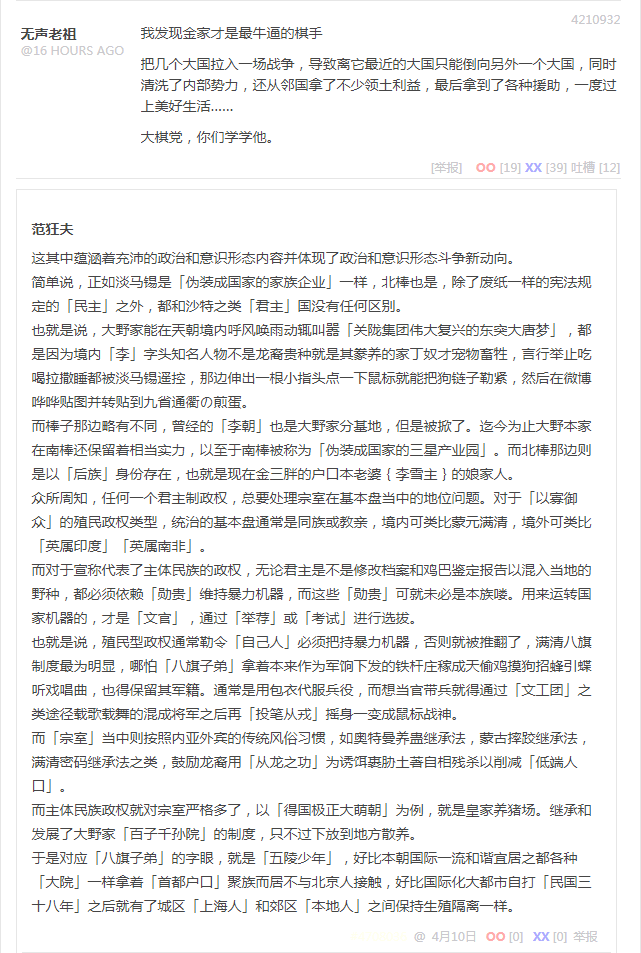 4210932
无声老祖
@16 HOURS AGO
我发现金家才是最牛逼的棋手
把几个大国拉入一场战争，导致离它最近的大国只能倒向另外一个大国，同时
清洗了内部势力，还从邻国拿了不少领土利益，最后拿到了各种援助，一度过
上美好生活......
大棋党，你们学学他。
[举报] OO [19] XX [39] 吐槽 [12]
范狂夫
这其中蕴涵着充沛的政治和意识形态内容并体现了政治和意识形态斗争新动向。
简单说，正如淡马锡是「伪装成国家的家族企业」一样，北棒也是，除了废纸一样的宪法规
定的「民主」之外，都和沙特之类「君主」国没有任何区别。
也就是说，大野家能在天朝境内呼风唤雨动辄叫嚣「关陇集团伟大复兴的东突大唐梦」，都
是因为境内「李」字头知名人物不是龙裔贵种就是其豢养的家丁奴才宠物畜牲，言行举止吃
喝拉撒睡都被淡马锡遥控，那边伸出一根小指头点一下鼠标就能把狗链子勒紧，然后在微博
哗哗贴图并转贴到九省通衢の煎蛋。
而棒子那边略有不同，曾经的「李朝」也是大野家分基地，但是被掀了。迄今为止大野本家
在南棒还保留着相当实力，以至于南棒被称为「伪装成国家的三星产业园」。而北棒那边则
是以「后族」身份存在，也就是现在金三胖的户口本老婆｛李雪主｝的娘家人。
众所周知，任何一个君主制政权，总要处理宗室在基本盘当中的地位问题。对于「以寡御
众」的殖民政权类型，统治的基本盘通常是同族或教亲，境内可类比蒙元满清，境外可类比
「英属印度」「英属南非」。
而对于宣称代表了主体民族的政权，无论君主是不是修改档案和鸡巴鉴定报告以混入当地的
野种，都必须依赖「勋贵」维持暴力机器，而这些「勋贵」可就未必是本族喽。用来运转国
家机器的，才是「文官」，通过「举荐」或「考试」进行选拔。
也就是说，殖民型政权通常勒令「自己人」必须把持暴力机器，否则就被推翻了，满清八旗
制度最为明显，哪怕「八旗子弟」拿着本来作为军饷下发的铁杆庄稼成天偷鸡摸狗招蜂引蝶
听戏唱曲，也得保留其军籍。通常是用包衣代服兵役，而想当官带兵就得通过「文工团」之
类途径载歌载舞的混成将军之后再「投笔从戎」摇身一变成鼠标战神。
而「宗室」当中则按照内亚外宾的传统风俗习惯，如奥特曼养蛊继承法，蒙古摔跤继承法，
满清密码继承法之类，鼓励龙裔用「从龙之功」为诱饵裹胁土著自相残杀以削减「低端人
口」。
而主体民族政权就对宗室严格多了，以「得国极正大萌朝」为例，就是皇家养猪场。继承和
发展了大野家「百子千孙院」的制度，只不过下放到地方散养。
于是对应「八旗子弟」的字眼，就是「五陵少年」，好比本朝国际一流和谐宜居之都各种
「大院」一样拿着「首都户口」聚族而居不与北京人接触，好比国际化大都市自打「民国三
十八年」之后就有了城区「上海人」和郊区「本地人」之间保持生殖隔离一样。
@ 4月10日 OO [0] XX [0] 举报